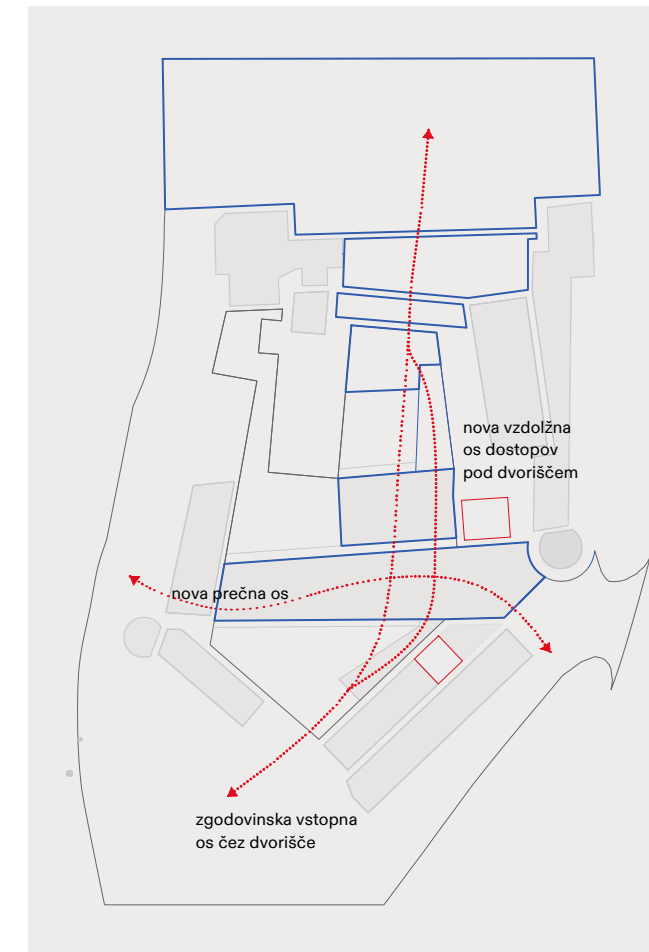 nova vzdolžna
os dostopov
pod dvoriščem
nova prečna os
zgodovinska vstopna
os čez dvorišče